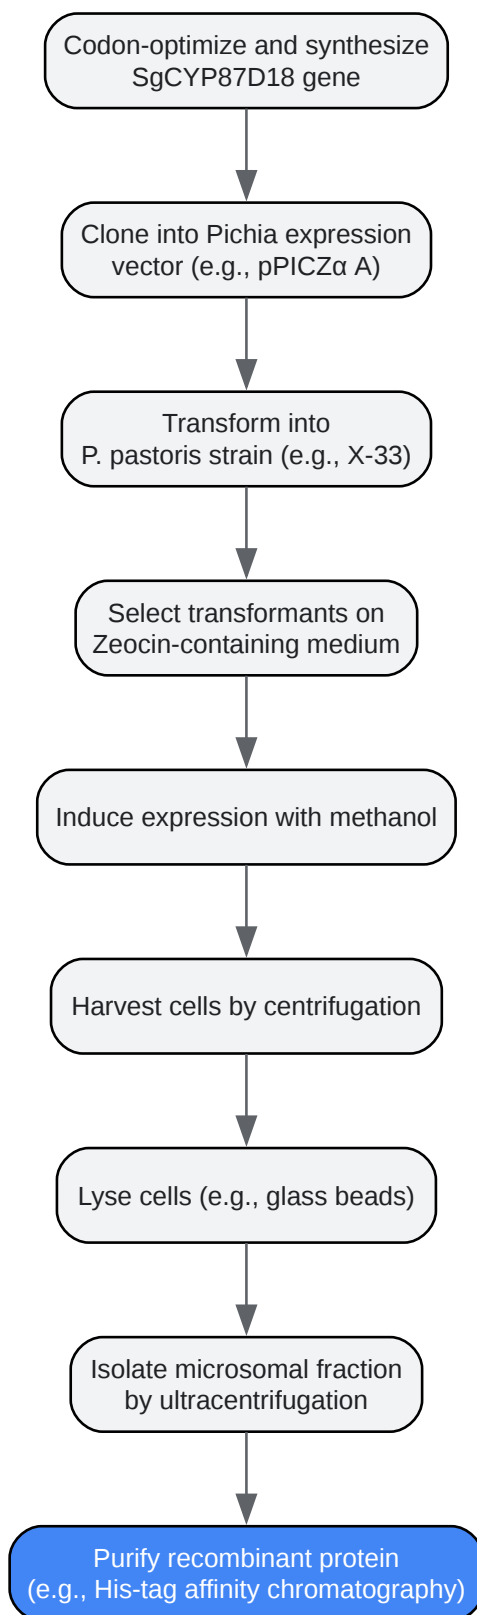 Codon-optimize and synthesize
SgCYP87D18 gene
Clone into Pichia expression
vector (e.g., pPICZα A)
Transform into
P. pastoris strain (e.g., X-33)
Select transformants on
Zeocin-containing medium
Induce expression with methanol
Harvest cells by centrifugation
Lyse cells (e.g., glass beads)
Isolate microsomal fraction
by ultracentrifugation
Purify recombinant protein
(e.g., His-tag affinity chromatography)